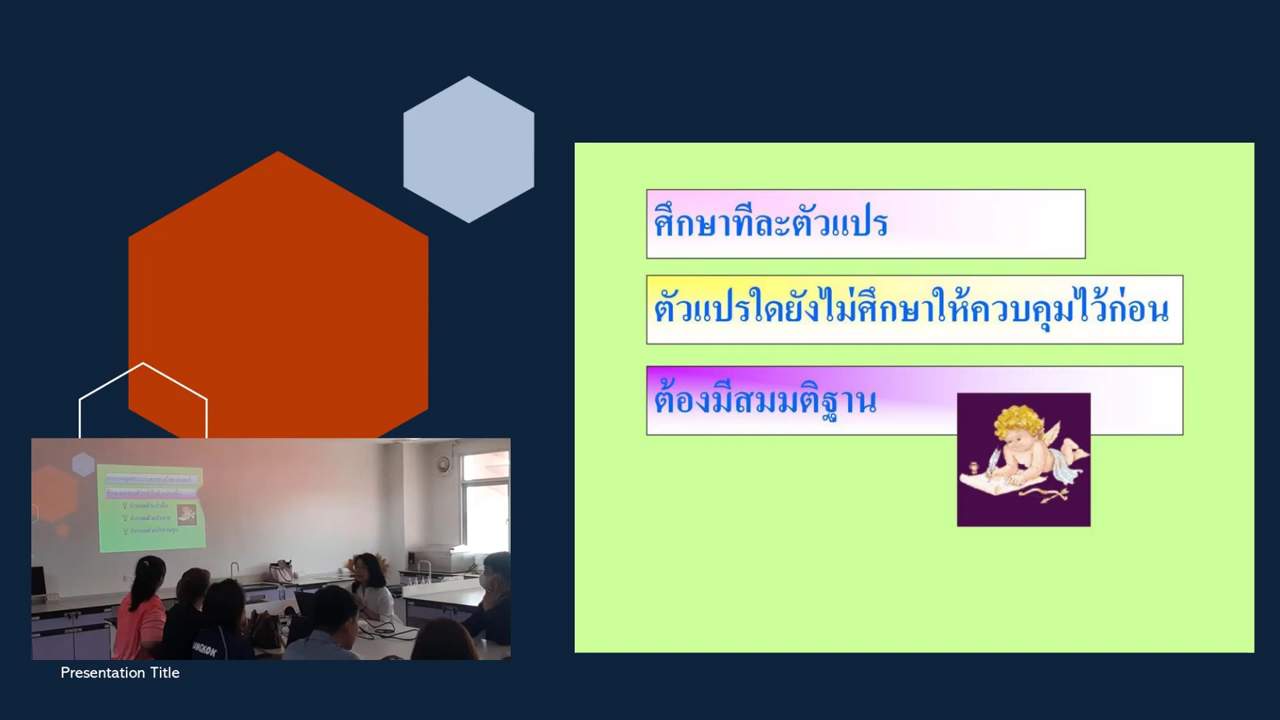 ศึกษาทีละตัวแปร
ตัวแปรใดยังไม่ศึกษาให้ควบคุมไว้ก่อน
ต้องมีสมมติฐาน
BANGKOK
Presentation Title